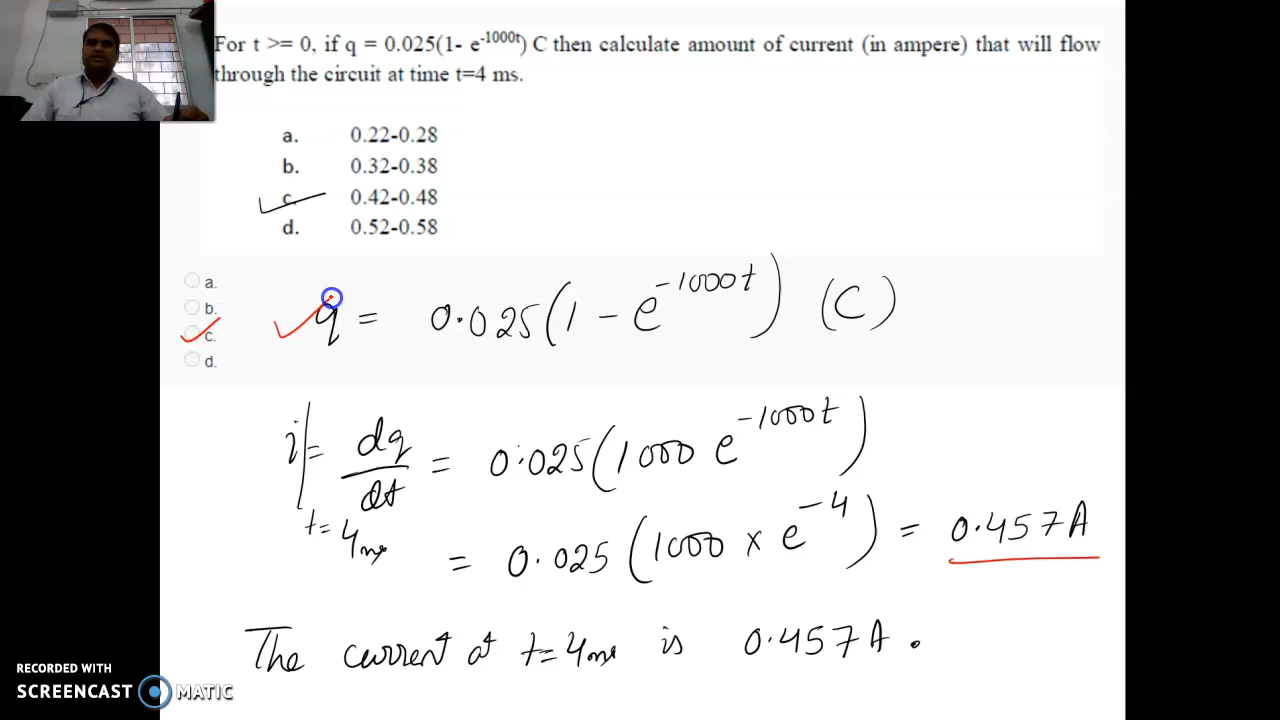 For t >= 0, if q = 0.025(1- e-1000t) C then calculate amount of current (in ampere) that will flow
through the circuit at time t=4 ms.
a. 0.22-0.28
b. 0.32-0.38
c. 0.42-0.48
d. 0.52-0.58
a.
b.
c.
d.
q = 0.025(1 - e^-1000t) (C)
i|= dq/dt = 0.025(1000 e^-1000t)
t= 4ms
= 0.025 (1000 x e^-4) = 0.457A
The current at t=4ms is 0.457A.
RECORDED WITH
SCREENCAST MATIC